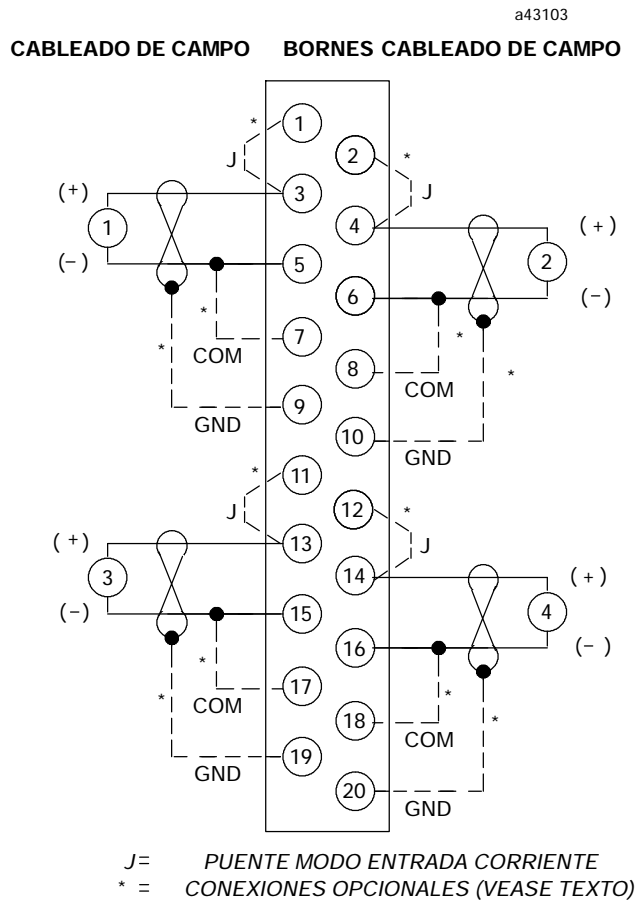 a43103
CABLEADO DE CAMPO BORNES CABLEADO DE CAMPO
*
1
J
2
*
J
(+)
3
4
(+)
1
2
(-)
5
6
(-)
*
*
7
COM
8
COM
*
*
9
GND
10
GND
*
11
J
12
*
J
(+)
13
14
(+)
3
4
(-)
15
16
(-)
*
*
17
COM
18
COM
*
*
19
GND
20
GND
J= PUENTE MODO ENTRADA CORRIENTE
* = CONEXIONES OPCIONALES (VEASE TEXTO)